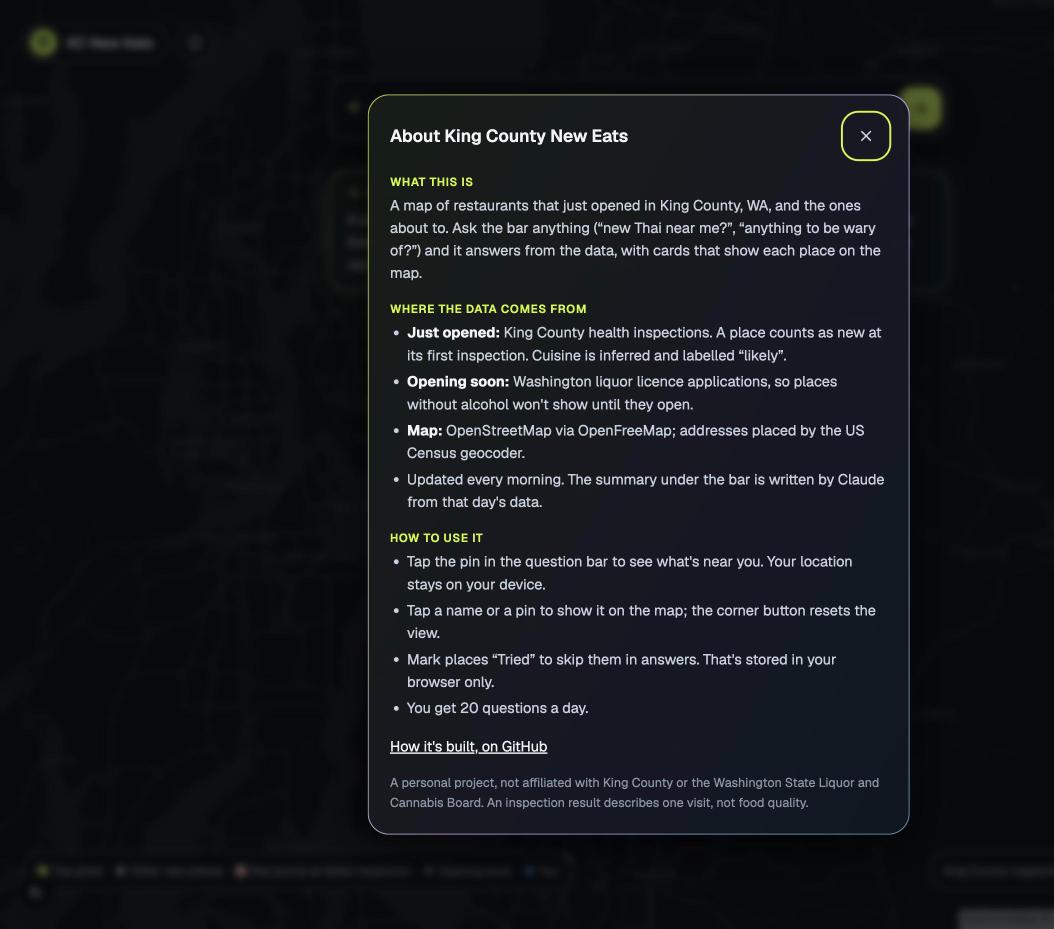 KC New Eats
About King County New Eats
WHAT THIS IS
A map of restaurants that just opened in King County, WA, and the ones
about to. Ask the bar anything (“new Thai near me?”, “anything to be wary
of?”) and it answers from the data, with cards that show each place on the
map.
WHERE THE DATA COMES FROM
• Just opened: King County health inspections. A place counts as new at
its first inspection. Cuisine is inferred and labelled “likely”.
• Opening soon: Washington liquor licence applications, so places
without alcohol won't show until they open.
• Map: OpenStreetMap via OpenFreeMap; addresses placed by the US
Census geocoder.
• Updated every morning. The summary under the bar is written by Claude
from that day's data.
HOW TO USE IT
• Tap the pin in the question bar to see what's near you. Your location
stays on your device.
• Tap a name or a pin to show it on the map; the corner button resets the
view.
• Mark places “Tried” to skip them in answers. That's stored in your
browser only.
• You get 20 questions a day.
How it's built, on GitHub
A personal project, not affiliated with King County or the Washington State Liquor and
Cannabis Board. An inspection result describes one visit, not food quality.